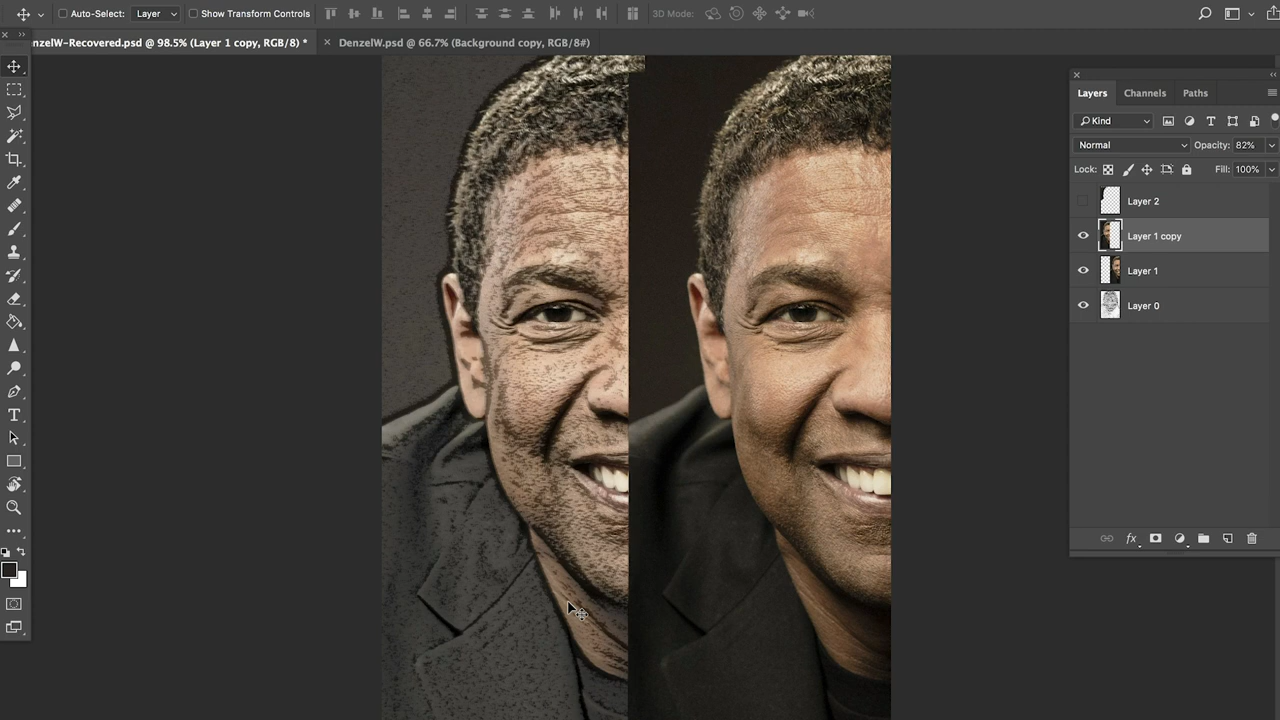 Auto-Select: Layer Show Transform Controls 3D Mode:
nzelW-Recovered.psd @ 98.5% (Layer 1 copy, RGB/8) *
DenzelW.psd @ 66.7% (Background copy, RGB/8#)
Layers Channels Paths
Kind
Normal Opacity: 82%
Lock: Fill: 100%
Layer 2
Layer 1 copy
Layer 1
Layer 0
fx